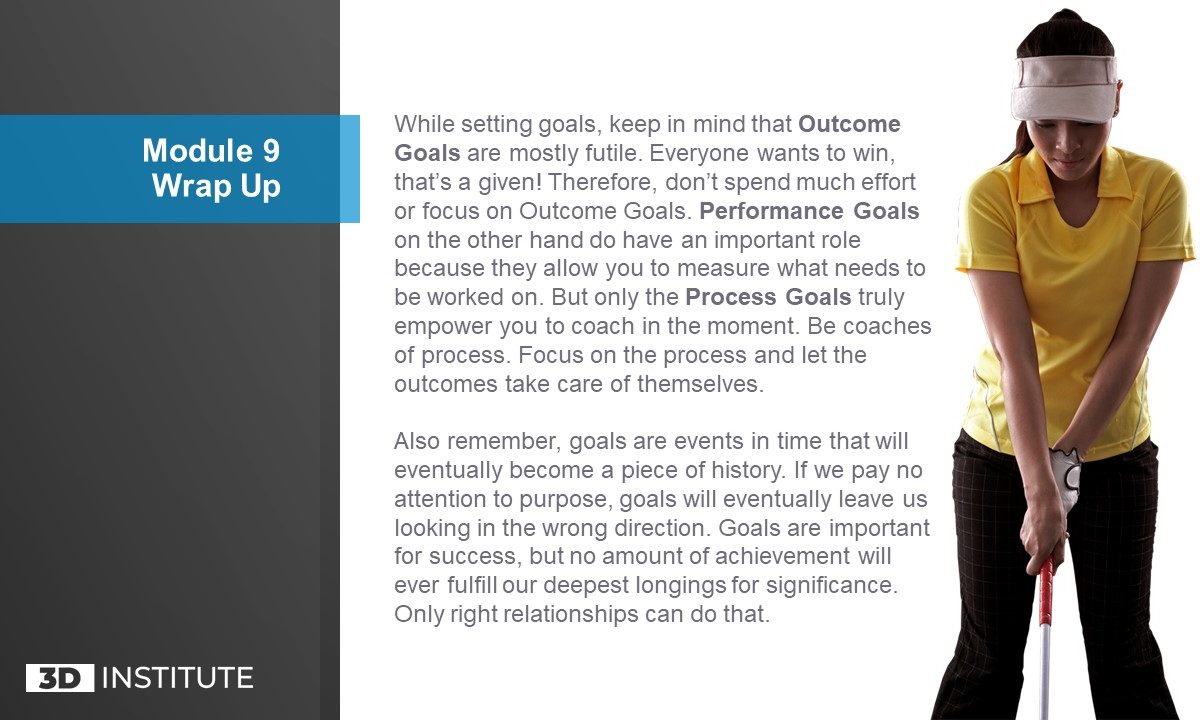 Module 9
Wrap Up
While setting goals, keep in mind that Outcome
Goals are mostly futile. Everyone wants to win,
that’s a given! Therefore, don’t spend much effort
or focus on Outcome Goals. Performance Goals
on the other hand do have an important role
because they allow you to measure what needs to
be worked on. But only the Process Goals truly
empower you to coach in the moment. Be coaches
of process. Focus on the process and let the
outcomes take care of themselves.
Also remember, goals are events in time that will
eventually become a piece of history. If we pay no
attention to purpose, goals will eventually leave us
looking in the wrong direction. Goals are important
for success, but no amount of achievement will
ever fulfill our deepest longings for significance.
Only right relationships can do that.
3D INSTITUTE